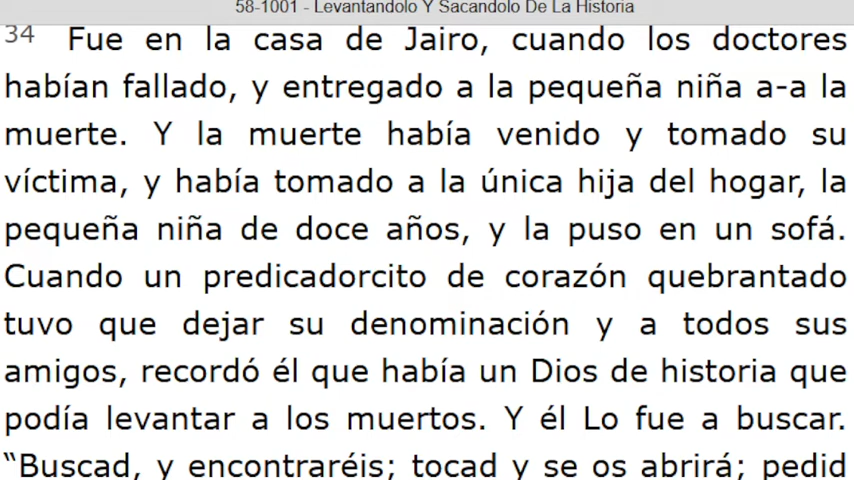 58-1001 - Levantandolo Y Sacandolo De La Historia
34 Fue en la casa de Jairo, cuando los doctores
habían fallado, y entregado a la pequeña niña a-a la
muerte. Y la muerte había venido y tomado su
víctima, y había tomado a la única hija del hogar, la
pequeña niña de doce años, y la puso en un sofá.
Cuando un predicadorcito de corazón quebrantado
tuvo que dejar su denominación y a todos sus
amigos, recordó él que había un Dios de historia que
podía levantar a los muertos. Y él Lo fue a buscar.
“Buscad, y encontraréis; tocad y se os abrirá; pedid